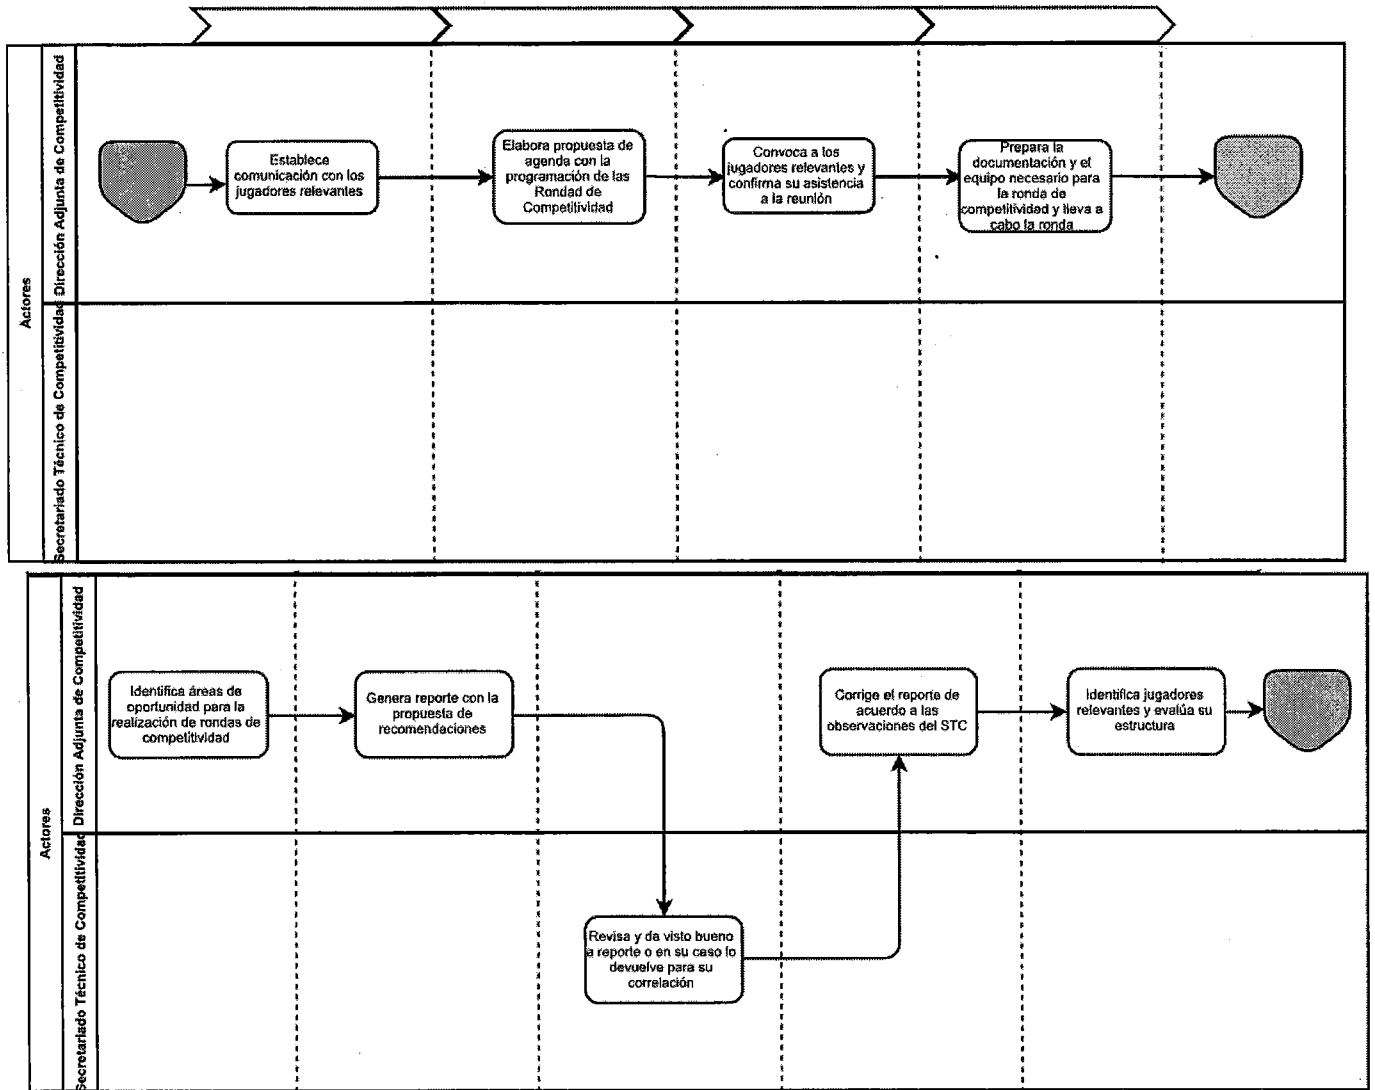 Actores
Dirección Adjunta de Competitividad
Secretariado Técnico de Competitividad
Establece
comunicación con los
jugadores relevantes
Elabora propuesta de
agenda con la
programación de las
Rondad de
Competitividad
Convoca a los
jugadores relevantes y
confirma su asistencia
a la reunión
Prepara la
documentación y el
equipo necesario para
la ronda de
competitividad y lleva a
cabo la ronda
Actores
Dirección Adjunta de Competitividad
Secretariado Técnico de Competitividad
Identifica áreas de
oportunidad para la
realización de rondas de
competitividad
Genera reporte con la
propuesta de
recomendaciones
Revisa y da visto bueno
a reporte o en su caso lo
devuelve para su
correlación
Corrige el reporte de
acuerdo a las
observaciones del STC
Identifica jugadores
relevantes y evalúa su
estructura